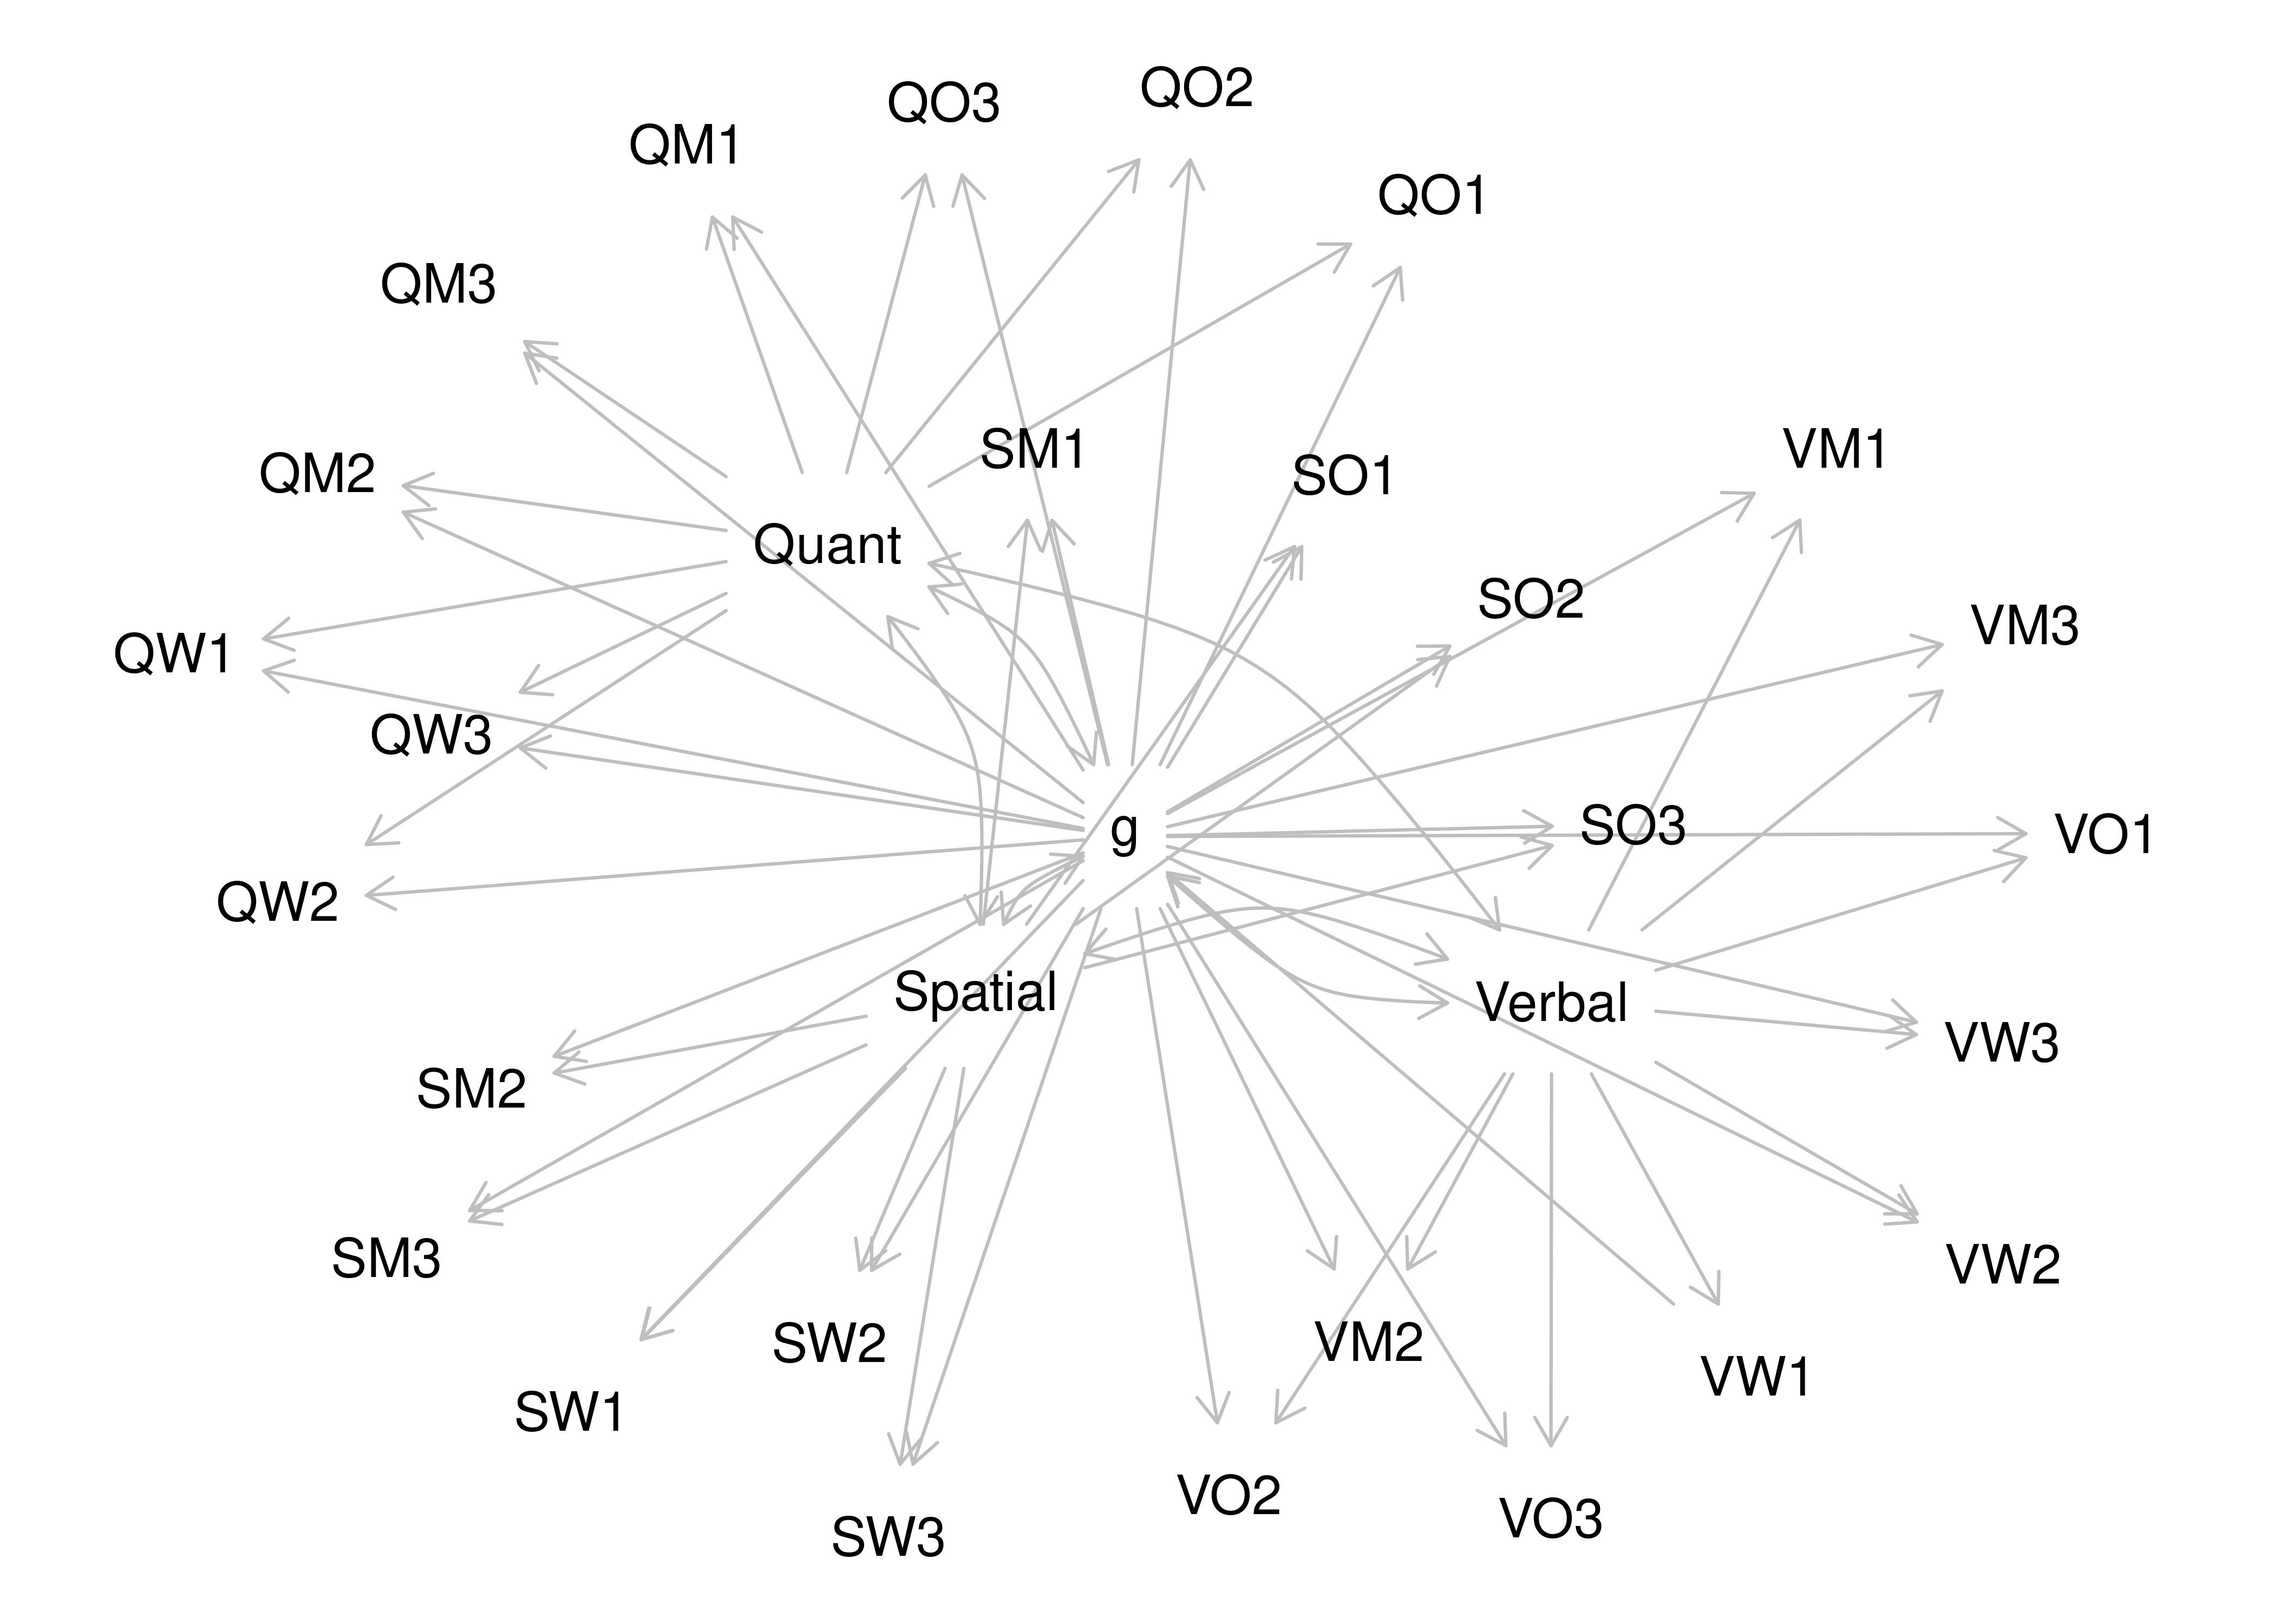 QO2
QO3
QM1
QO1
QM3
SM1
VM1
QM2
SO1
Quant
SO2
VM3
QW1
QW3
SO3
g
VO1
QW2
Spatial
Verbal
VW3
SM2
SM3
VW2
SW2
VM2
VW1
SW1
VO2
VO3
SW3